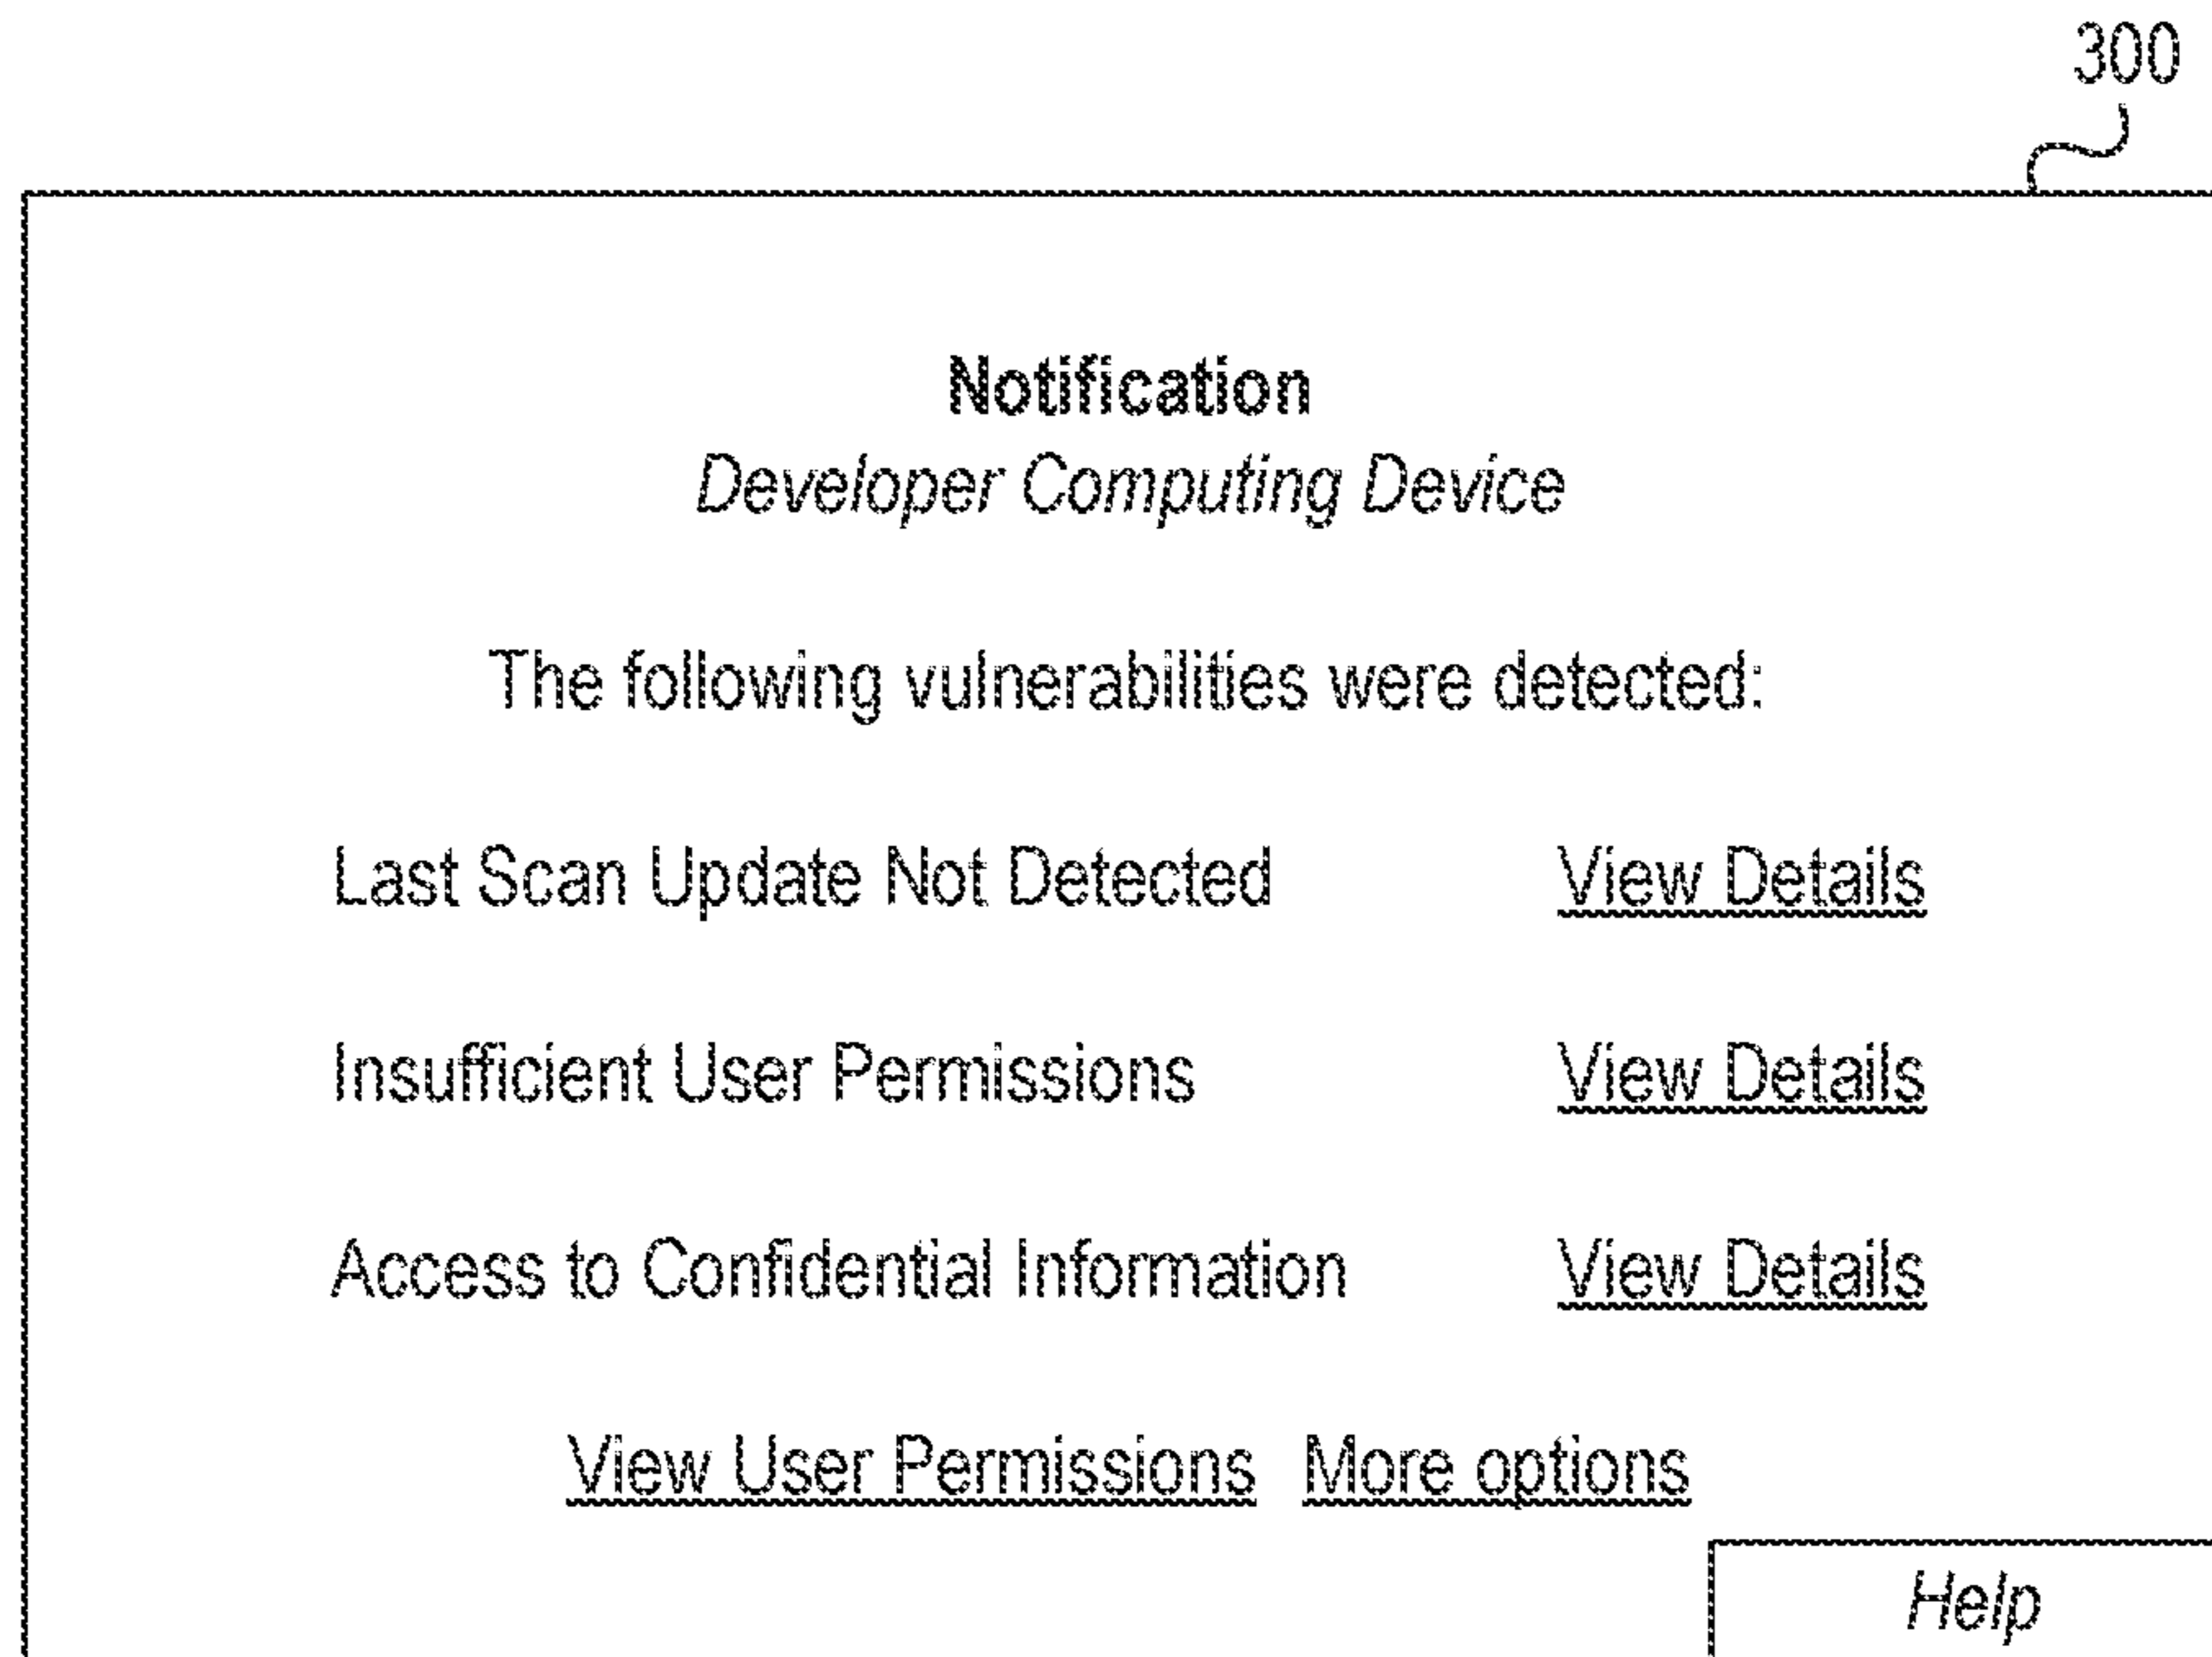 300
Notification
Developer Computing Device
The following vulnerabilities were detected:
Last Scan Update Not Detected View Details
Insufficient User Permissions View Details
Access to Confidential Information View Details
View User Permissions More options
Help